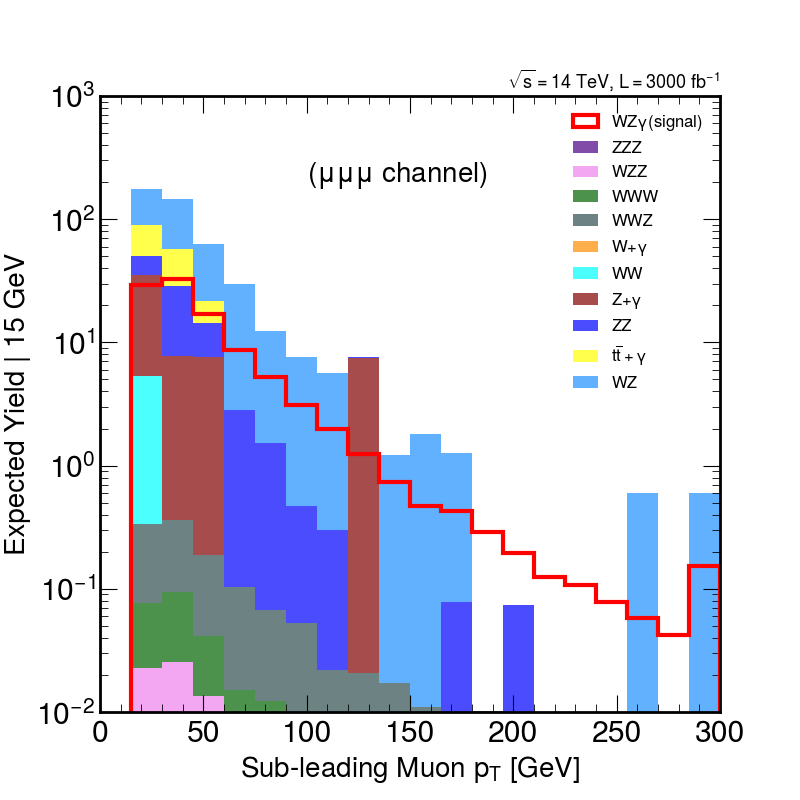 √s = 14 TeV, L = 3000 fb⁻¹
10³
10²
10¹
10⁰
10⁻¹
10⁻²
Expected Yield | 15 GeV
(μμμ channel)
WZγ(signal)
ZZZ
WZZ
WWW
WWZ
W+γ
WW
Z+γ
ZZ
tt̄+γ
WZ
0 50 100 150 200 250 300
Sub-leading Muon p_T [GeV]